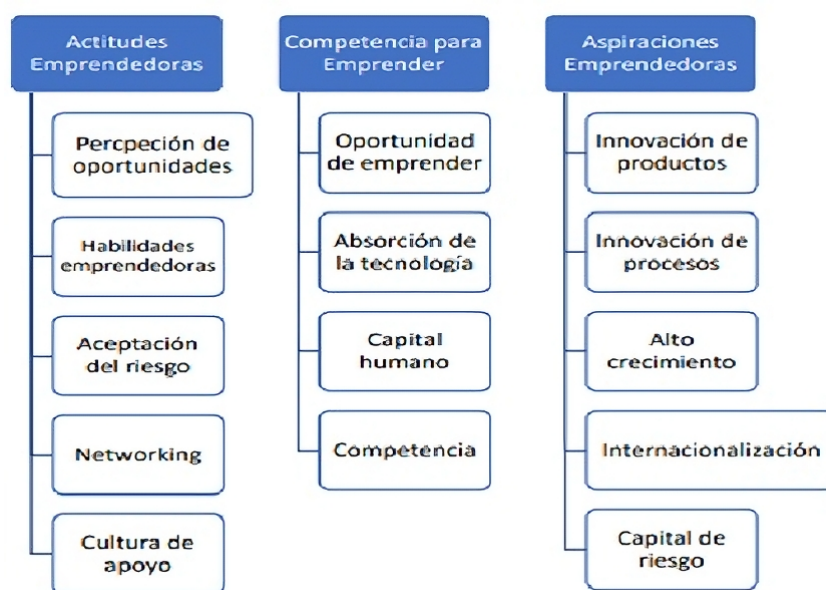 Actitudes
Emprendedoras
Percpeción de
oportunidades
Habilidades
emprendedoras
Aceptación
del riesgo
Networking
Cultura de
apoyo
Competencia para
Emprender
Oportunidad
de emprender
Absorción de
la tecnología
Capital
humano
Competencia
Aspiraciones
Emprendedoras
Innovación de
productos
Innovación de
procesos
Alto
crecimiento
Internacionalización
Capital de
riesgo